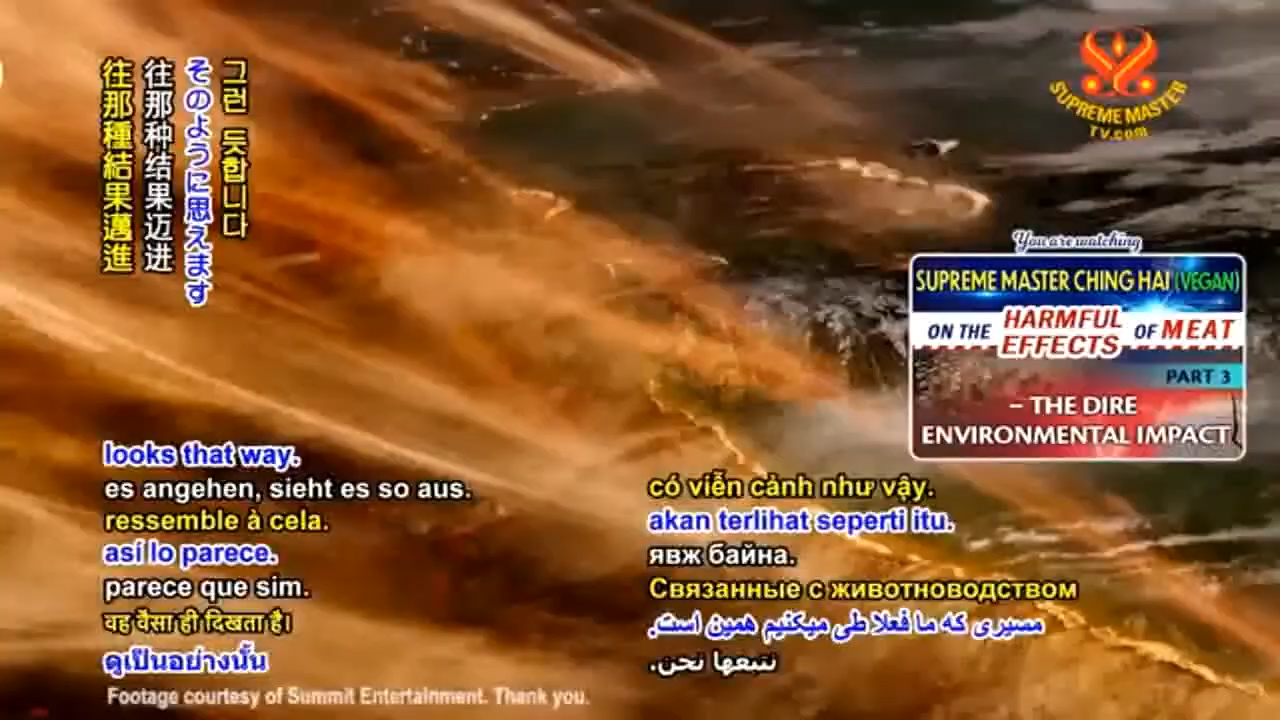 往那種結果邁進
往那种结果迈进
そのように思えます
그런 듯합니다
SUPREME MASTER
TV.com
You are watching
SUPREME MASTER CHING HAI (VEGAN)
ON THE HARMFUL EFFECTS OF MEAT
PART 3
– THE DIRE
ENVIRONMENTAL IMPACT
looks that way.
es angehen, sieht es so aus.
ressemble à cela.
así lo parece.
parece que sim.
वह वैसा ही दिखता है।
ดูเป็นอย่างนั้น
có viễn cảnh như vậy.
akan terlihat seperti itu.
явж байна.
Связанные с животноводством
مسیری که ما فعلا طی میکنیم همین است.
نتبعها نحن.
Footage courtesy of Summit Entertainment. Thank you.